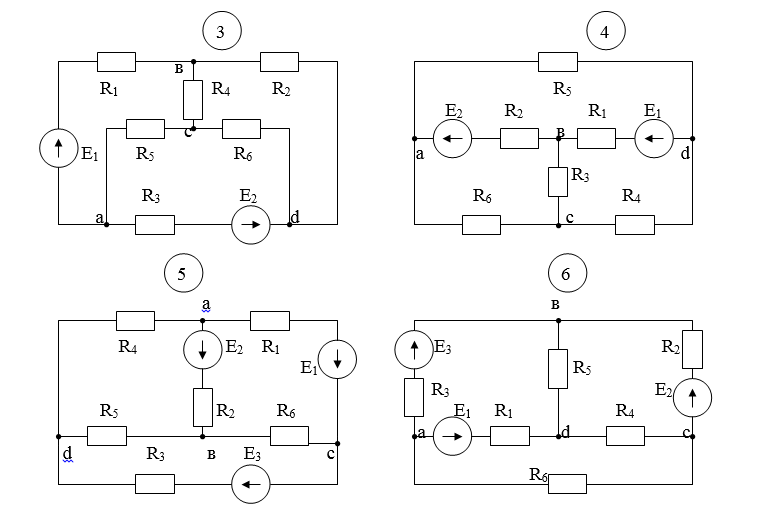 3
в
R₁
R₄
R₂
E₁
R₅
c
R₆
R₃
E₂
a
d
4
R₅
E₂
R₂
в
R₁
E₁
a
d
R₃
R₆
R₄
c
5
a
R₄
E₂
R₁
E₁
R₅
R₂
R₆
d
R₃
в
E₃
c
6
в
E₃
R₂
R₅
R₃
E₂
E₁
R₁
R₄
a
d
c
R₆